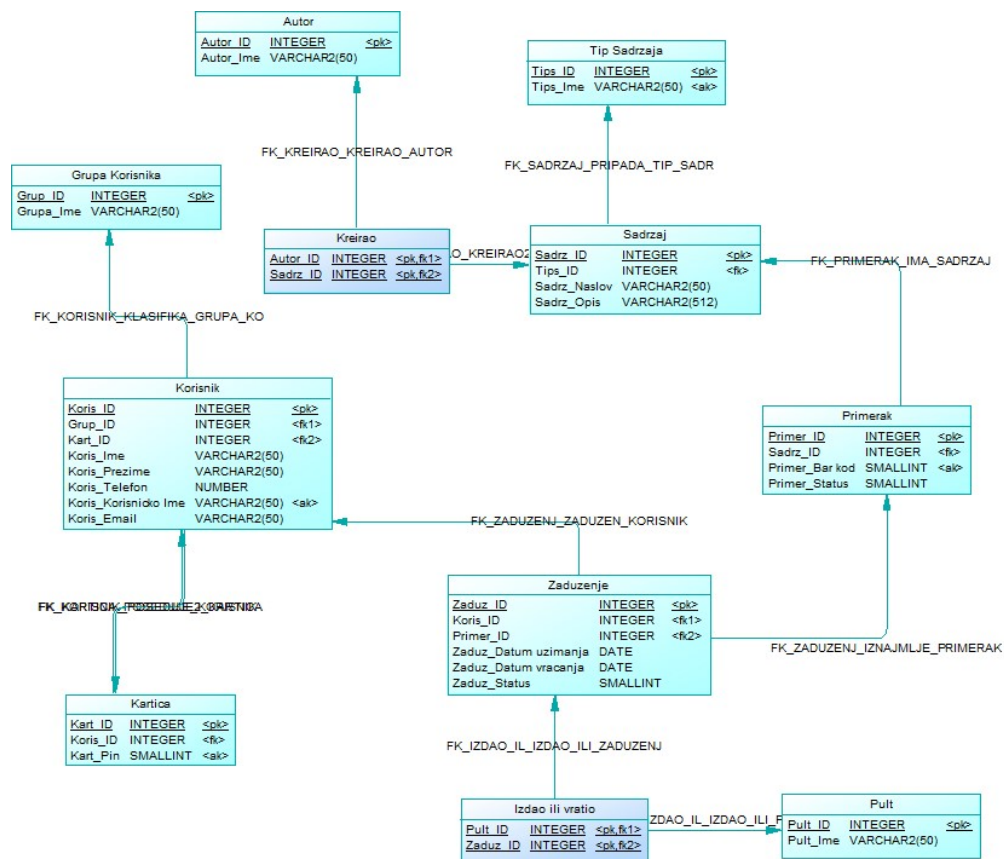 Autor
Autor_ID INTEGER <pk>
Autor_Ime VARCHAR2(50)
Tip Sadrzaja
Tips_ID INTEGER <pk>
Tips_Ime VARCHAR2(50) <ak>
FK_KREIRAO_KREIRAO_AUTOR
FK_SADRZAJ_PRIPADA_TIP_SADR
Grupa Korisnika
Grup_ID INTEGER <pk>
Grupa_Ime VARCHAR2(50)
Kreirao
Autor_ID INTEGER <pk,fk1>
Sadrz_ID INTEGER <pk,fk2>
O_KREIRAO2
Sadrzaj
Sadrz_ID INTEGER <pk>
Tips_ID INTEGER <fk>
Sadrz_Naslov VARCHAR2(50)
Sadrz_Opis VARCHAR2(512)
FK_PRIMERAK_IMA_SADRZAJ
FK_KORISNIK_KLASIFIKA_GRUPA_KO
Korisnik
Koris_ID INTEGER <pk>
Grup_ID INTEGER <fk1>
Kart_ID INTEGER <fk2>
Koris_Ime VARCHAR2(50)
Koris_Prezime VARCHAR2(50)
Koris_Telefon NUMBER
Koris_Korisnicko Ime VARCHAR2(50) <ak>
Koris_Email VARCHAR2(50)
Primerak
Primer_ID INTEGER <pk>
Sadrz_ID INTEGER <fk>
Primer_Bar kod SMALLINT <ak>
Primer_Status SMALLINT
FK_ZADUZENJ_ZADUZEN_KORISNIK
Zaduzenje
Zaduz_ID INTEGER <pk>
Koris_ID INTEGER <fk1>
Primer_ID INTEGER <fk2>
Zaduz_Datum uzimanja DATE
Zaduz_Datum vracanja DATE
Zaduz_Status SMALLINT
FK_ZADUZENJ_IZNAJMLJE_PRIMERAK
Kartica
Kart_ID INTEGER <pk>
Koris_ID INTEGER <fk>
Kart_Pin SMALLINT <ak>
FK_IZDAO_IL_IZDAO_ILI_ZADUZENJ
Izdao ili vratio
Pult_ID INTEGER <pk,fk1>
Zaduz_ID INTEGER <pk,fk2>
ZDAO_IL_IZDAO_ILI_F
Pult
Pult_ID INTEGER <pk>
Pult_Ime VARCHAR2(50)